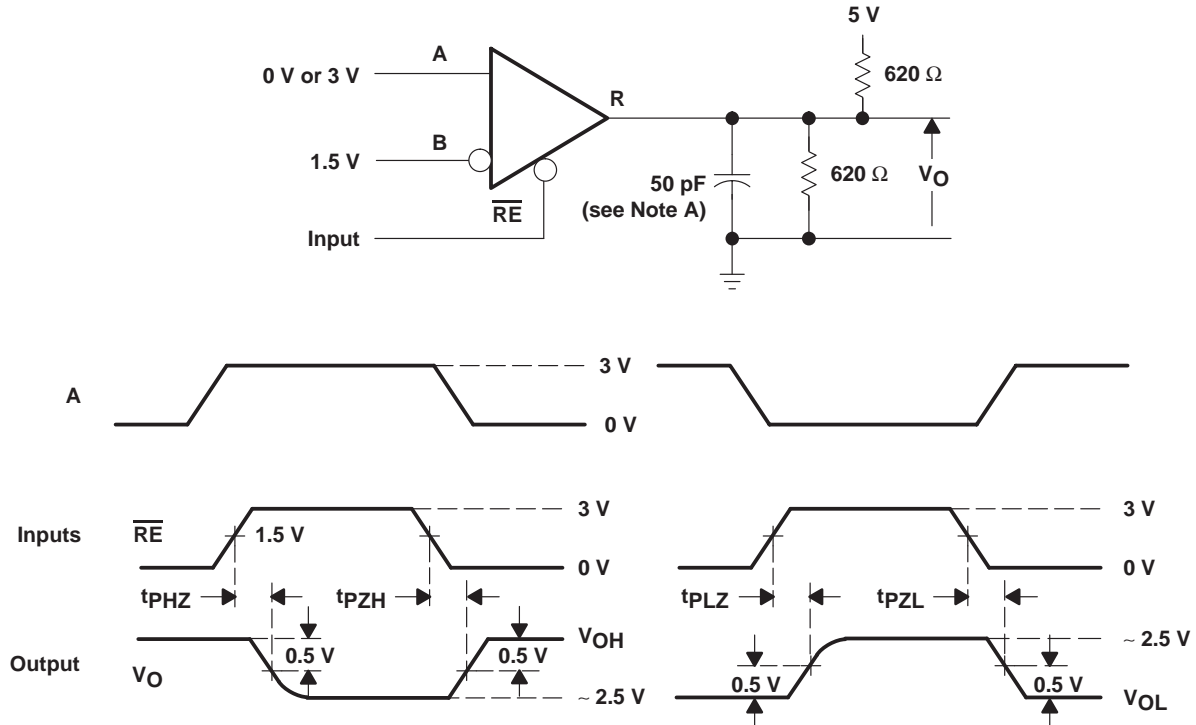 5 V
A
0 V or 3 V
620 Ω
R
B
1.5 V
50 pF
(see Note A)
620 Ω
VO
RE
Input
3 V
A
0 V
3 V
3 V
Inputs
RE
1.5 V
0 V
0 V
tPHZ
tPZH
tPLZ
tPZL
VOH
~ 2.5 V
Output
VO
0.5 V
0.5 V
0.5 V
0.5 V
~ 2.5 V
VOL